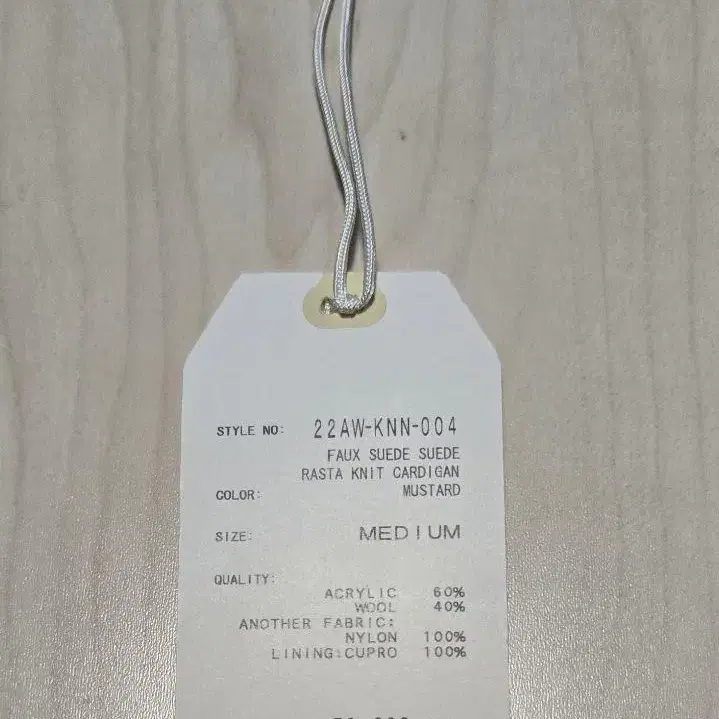 STYLE NO: 22AW-KNN-004
FAUX SUEDE SUEDE
RASTA KNIT CARDIGAN
COLOR: MUSTARD
SIZE: MEDIUM
QUALITY:
ACRYLIC 60%
WOOL 40%
ANOTHER FABRIC:
NYLON 100%
LINING:CUPRO 100%